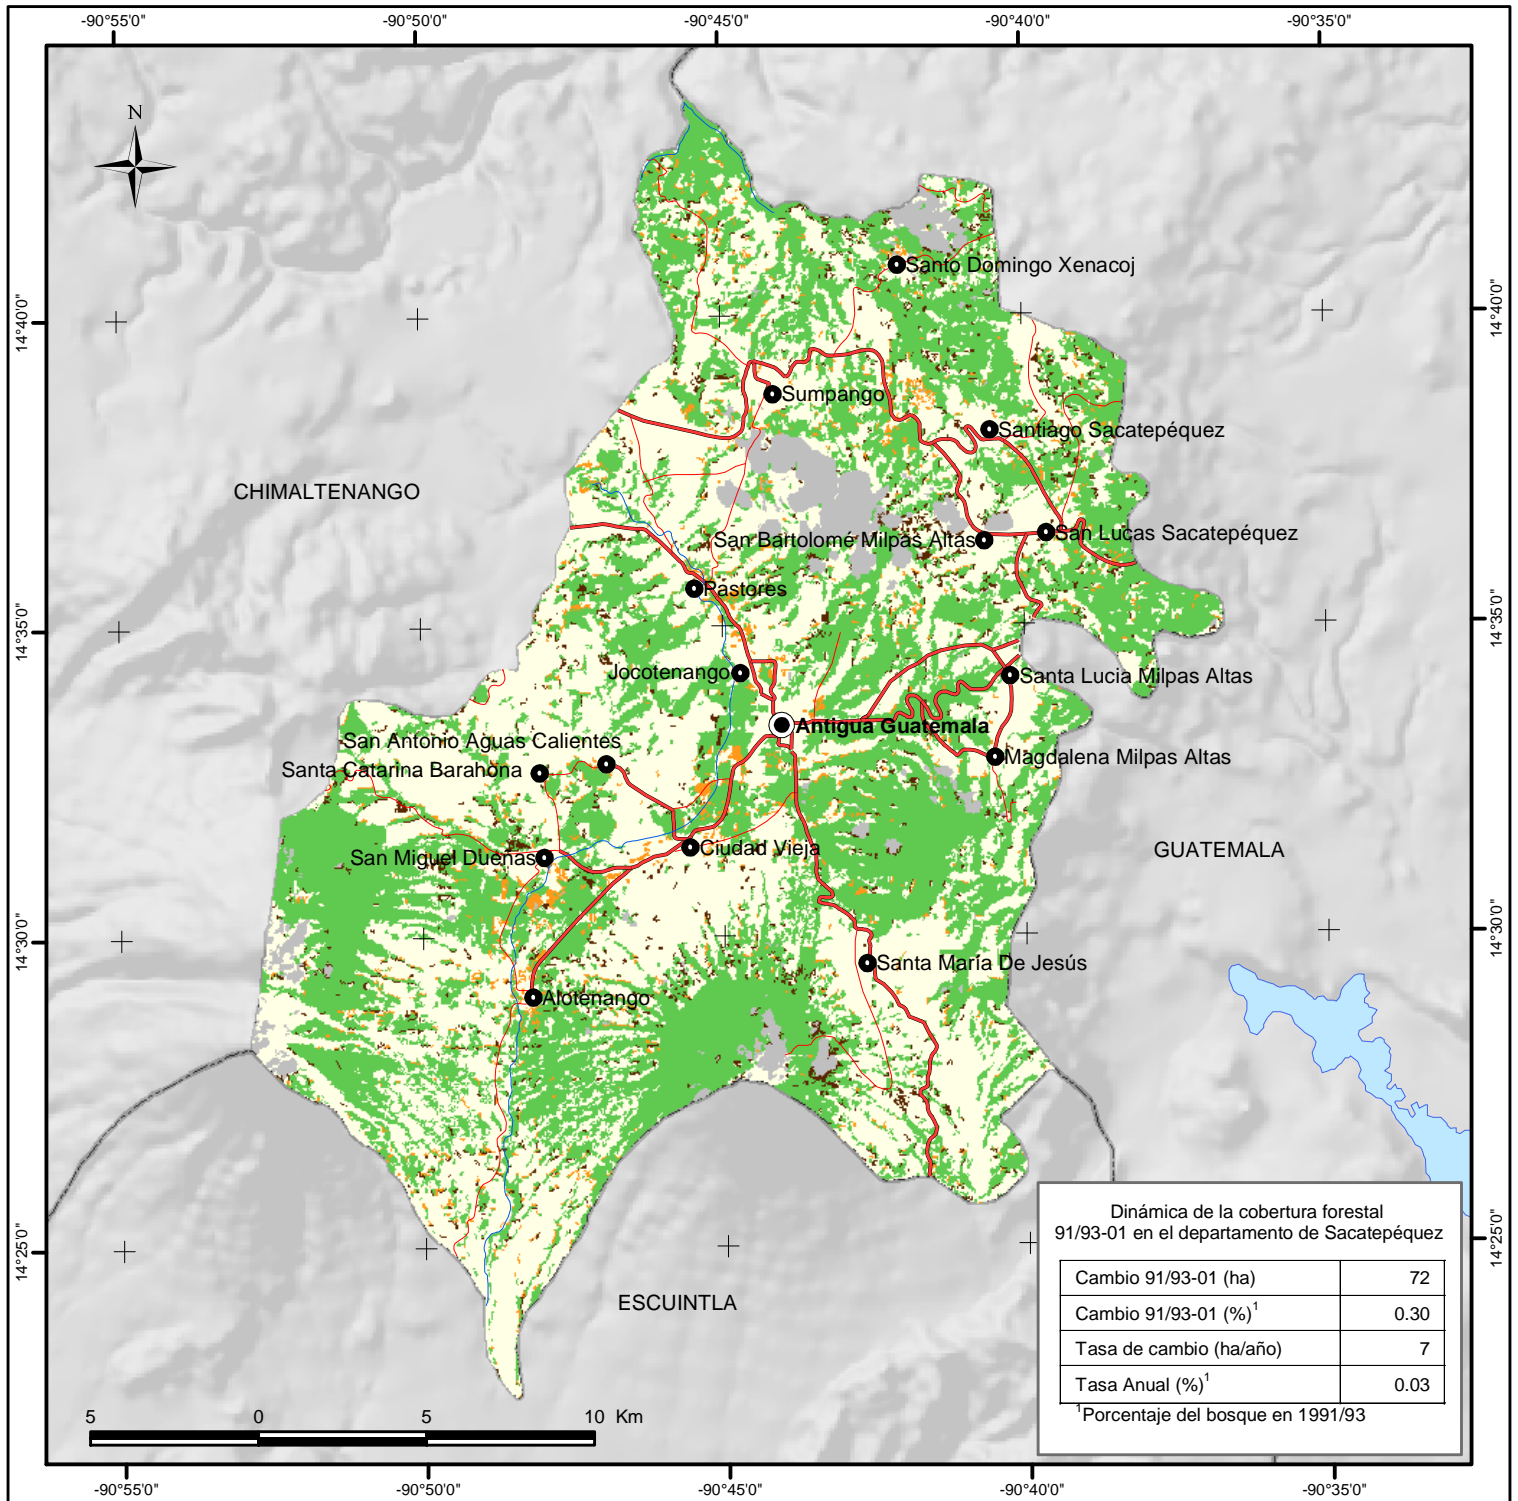 -90°55'0" -90°50'0" -90°45'0" -90°40'0" -90°35'0"
N
Santo Domingo Xenacoj
14°40'0" 14°40'0"
Sumpango
Santiago Sacatepéquez
CHIMALTENANGO
San Bartolomé Milpas Altas San Lucas Sacatepéquez
Pastores
14°35'0" 14°35'0"
Jocotenango Santa Lucia Milpas Altas
Antigua Guatemala
San Antonio Aguas Calientes
Magdalena Milpas Altas
Santa Catarina Barahona
Ciudad Vieja GUATEMALA
San Miguel Dueñas
14°30'0" 14°30'0"
Santa María De Jesús
Alotenango
Dinámica de la cobertura forestal
91/93-01 en el departamento de Sacatepéquez
14°25'0" 14°25'0"
Cambio 91/93-01 (ha) 72
ESCUINTLA
Cambio 91/93-01 (%)1 0.30
Tasa de cambio (ha/año) 7
Tasa Anual (%)1 0.03
1Porcentaje del bosque en 1991/93
5 0 5 10 Km
-90°55'0" -90°50'0" -90°45'0" -90°40'0" -90°35'0"